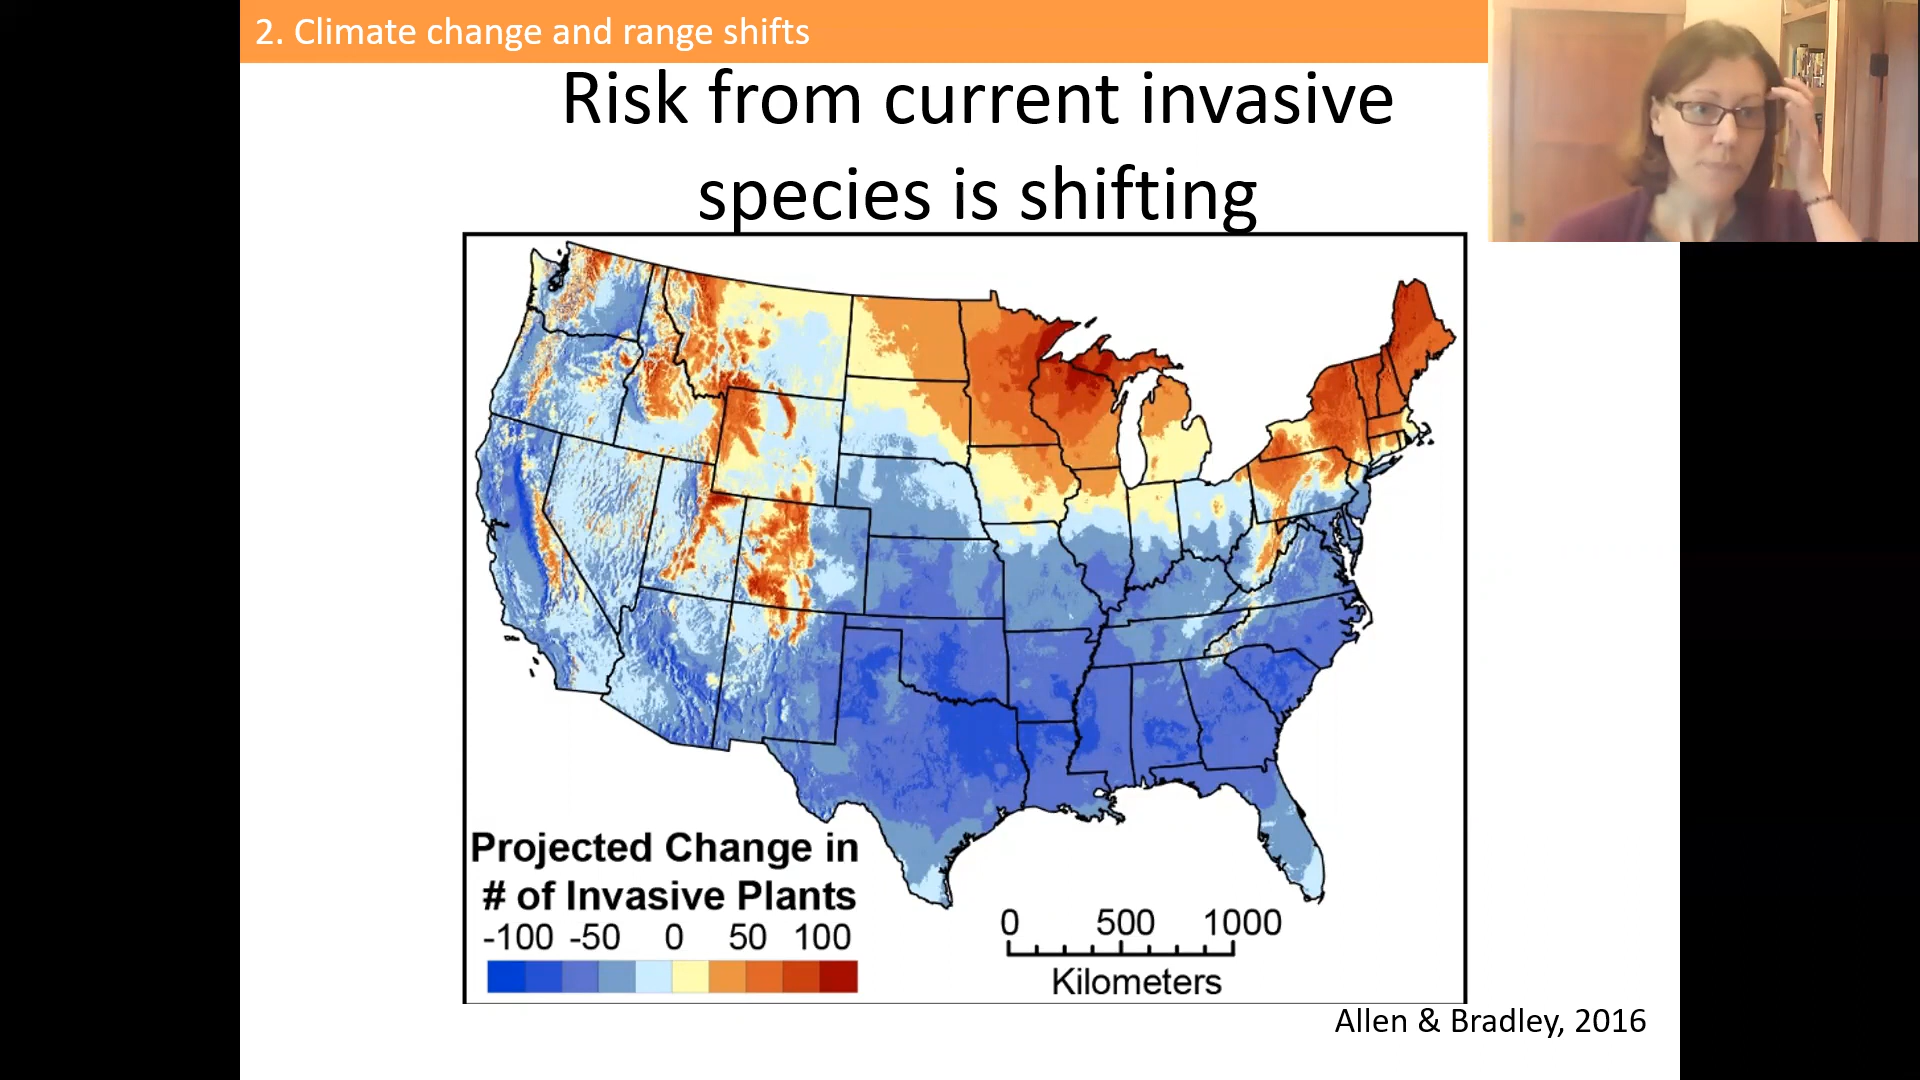 2. Climate change and range shifts
Risk from current invasive
species is shifting
Projected Change in
# of Invasive Plants
-100 -50 0 50 100
0 500 1000
Kilometers
Allen & Bradley, 2016